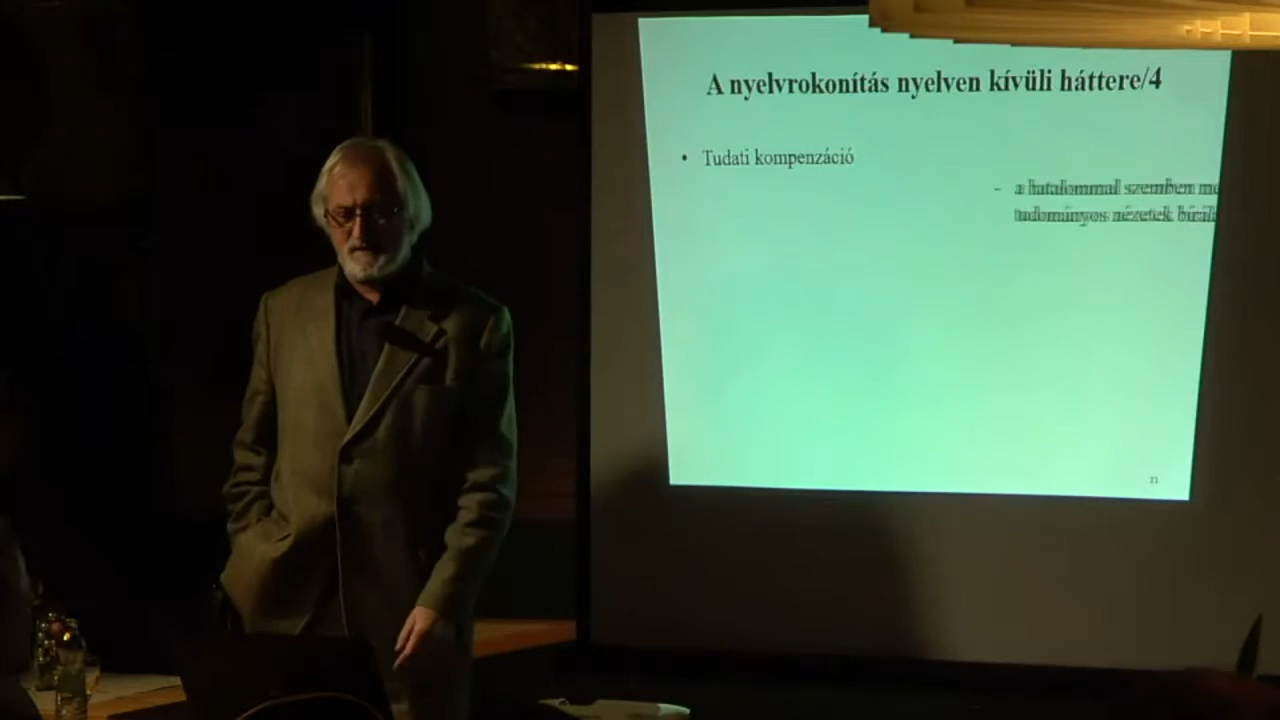 A nyelvrokonítás nyelven kívüli háttere/4
• Tudati kompenzáció
- a hatalommal szemben
tudományos nézetek
21